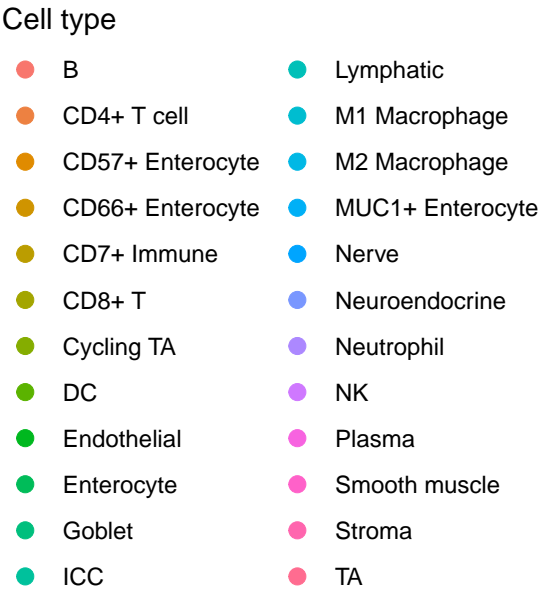 Cell type
B
CD4+ T cell
CD57+ Enterocyte
CD66+ Enterocyte
CD7+ Immune
CD8+ T
Cycling TA
DC
Endothelial
Enterocyte
Goblet
ICC
Lymphatic
M1 Macrophage
M2 Macrophage
MUC1+ Enterocyte
Nerve
Neuroendocrine
Neutrophil
NK
Plasma
Smooth muscle
Stroma
TA